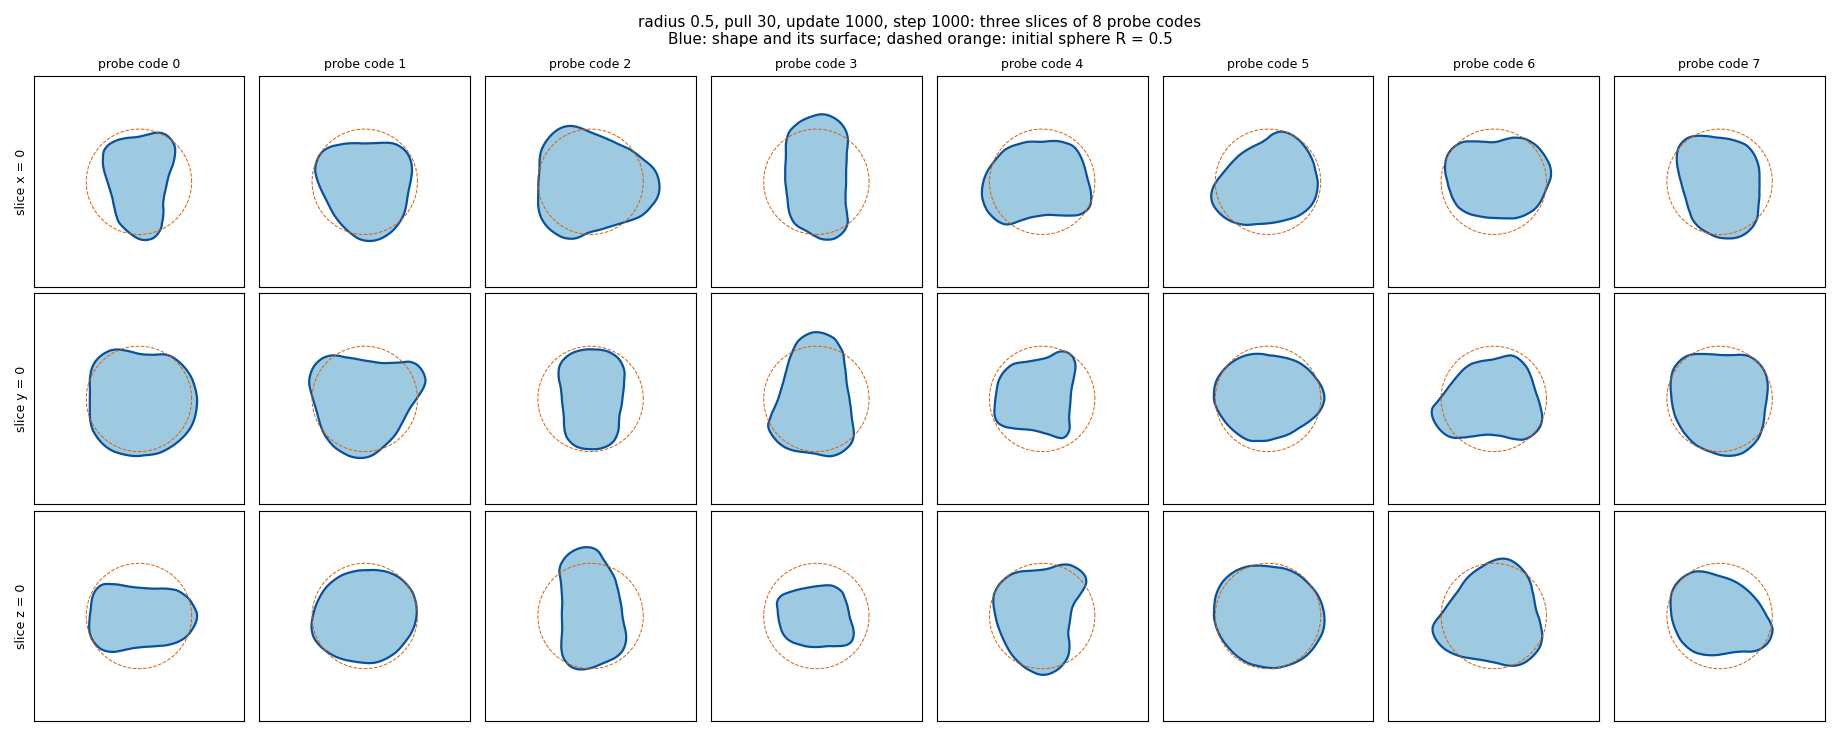 radius 0.5, pull 30, update 1000, step 1000: three slices of 8 probe codes
Blue: shape and its surface; dashed orange: initial sphere R = 0.5
probe code 0
probe code 1
probe code 2
probe code 3
probe code 4
probe code 5
probe code 6
probe code 7
slice x = 0
slice y = 0
slice z = 0